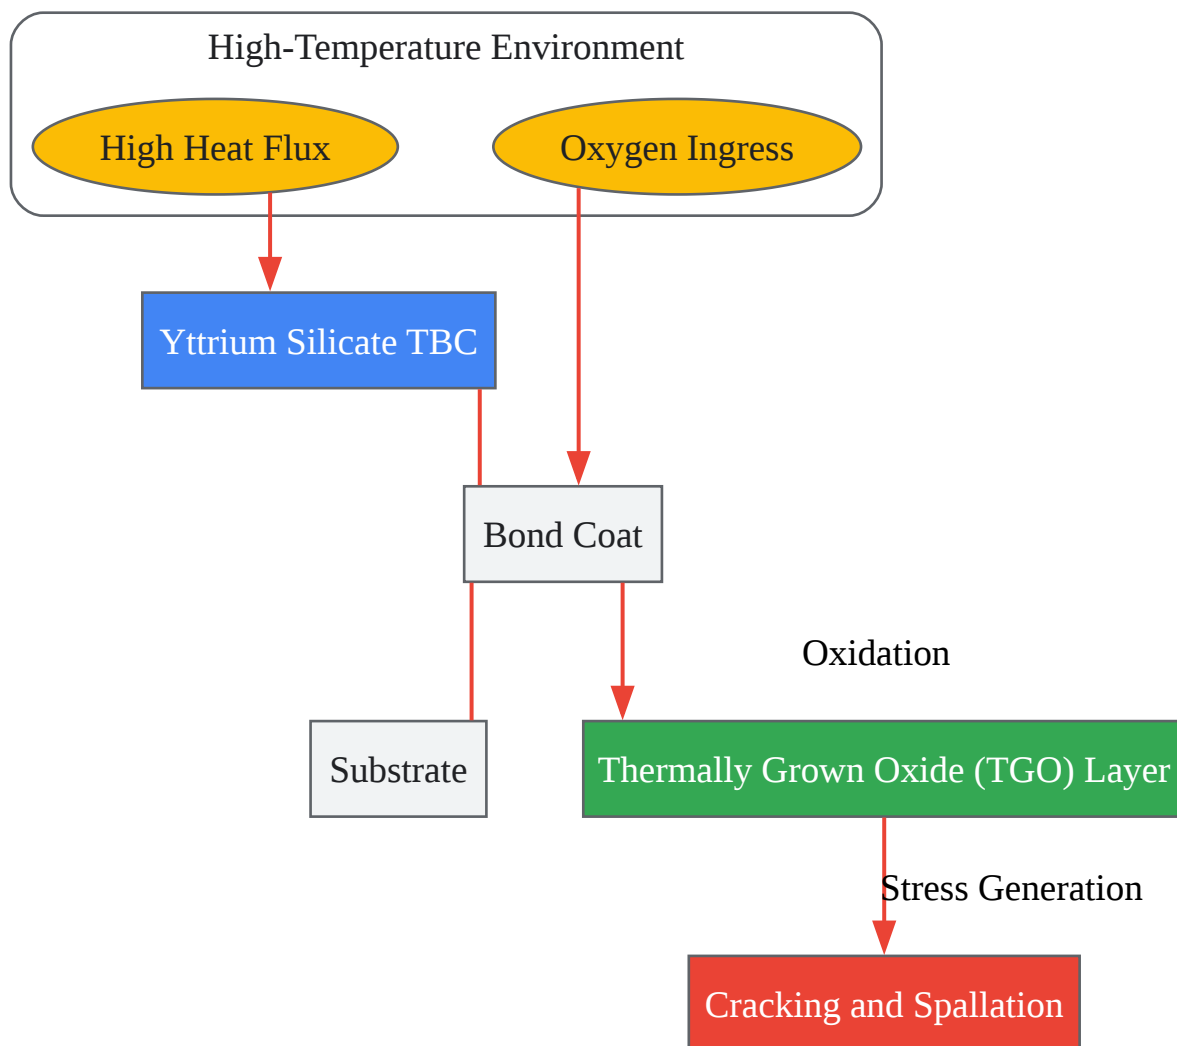 High-Temperature Environment
High Heat Flux
Oxygen Ingress
Yttrium Silicate TBC
Bond Coat
Oxidation
Substrate
Thermally Grown Oxide (TGO) Layer
Stress Generation
Cracking and Spallation